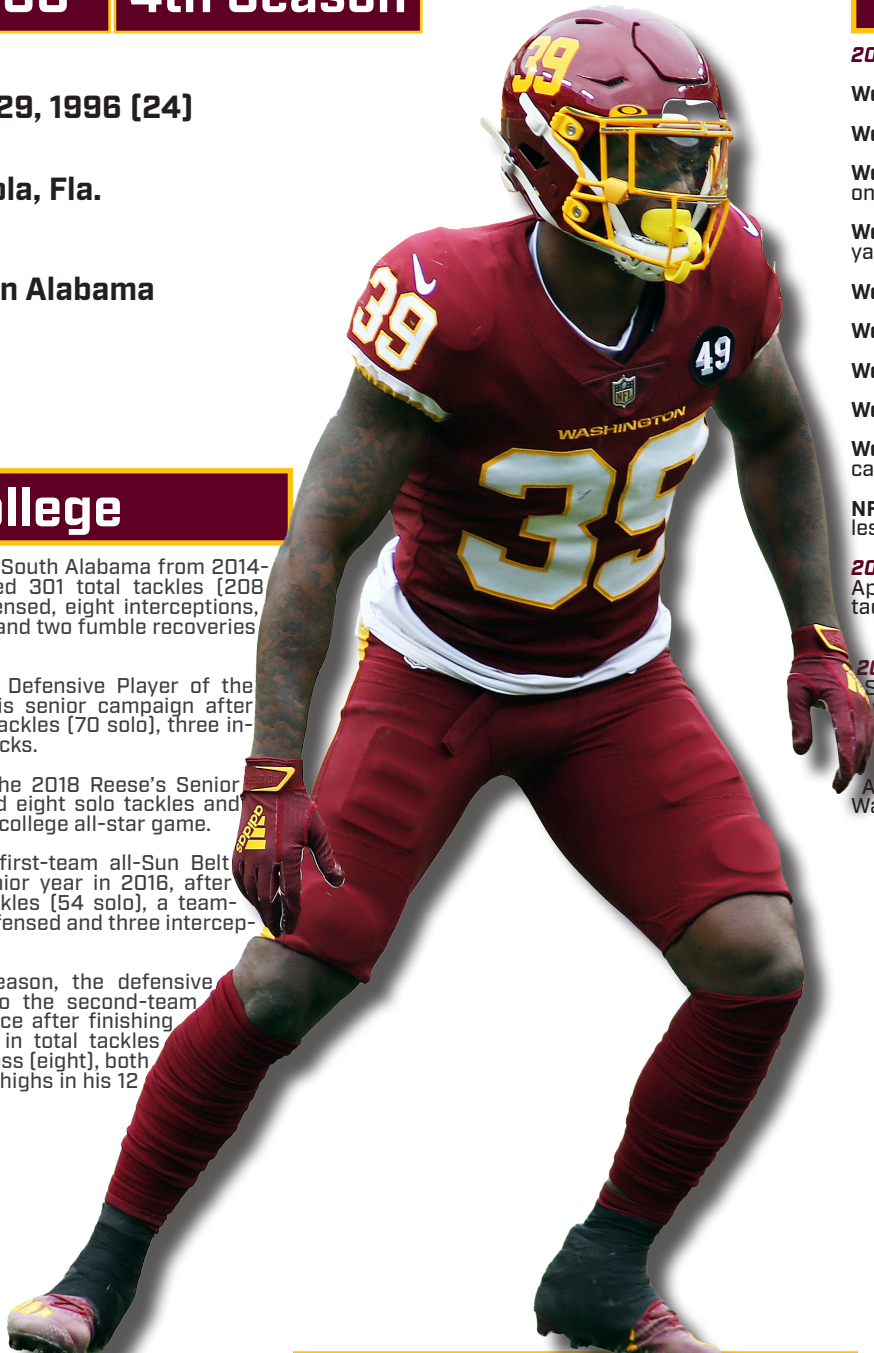 4th Season
29, 1996 (24)
la, Fla.
n Alabama
llege
South Alabama from 2014-
ed 301 total tackles (208
ensed, eight interceptions,
and two fumble recoveries
Defensive Player of the
is senior campaign after
ackles (70 solo), three in-
cks.
he 2018 Reese's Senior
d eight solo tackles and
college all-star game.
first-team all-Sun Belt
nior year in 2016, after
kles (54 solo), a team-
fensed and three intercep-
eason, the defensive
o the second-team
ce after finishing
in total tackles
ss (eight), both
highs in his 12
39
39
49
NFL
WASHINGTON
39
adidas
20
We
We
We
on
We
ya
We
We
We
We
We
ca
NF
les
20
Ap
tac
20
S
A
Wa